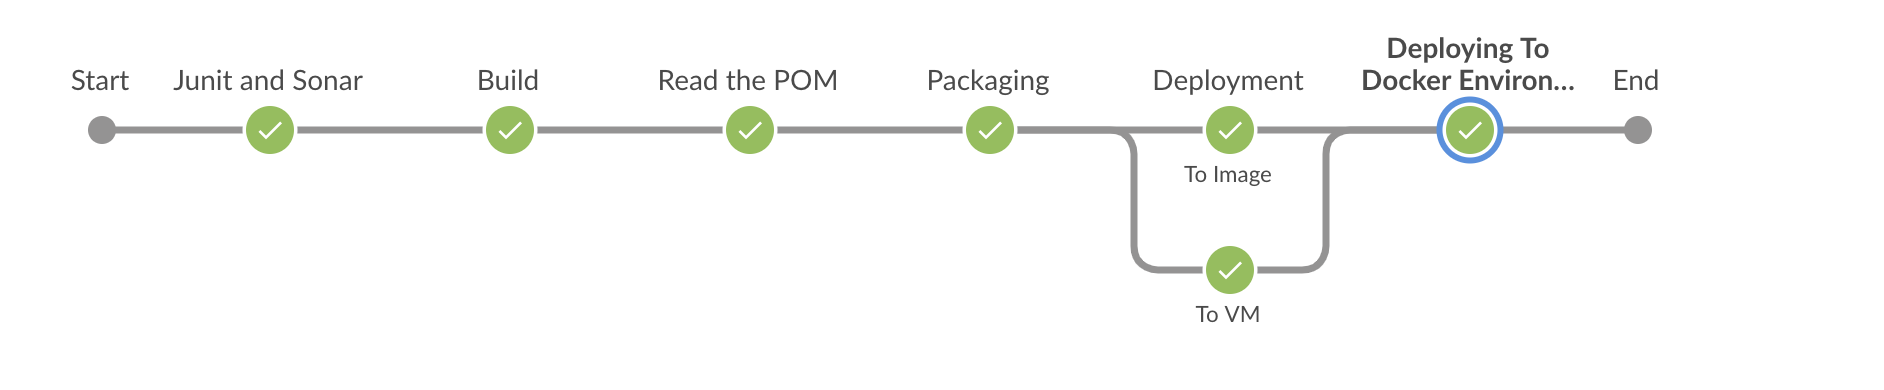 Start
Junit and Sonar
Build
Read the POM
Packaging
Deployment
Deploying To
Docker Environ...
End
To Image
To VM